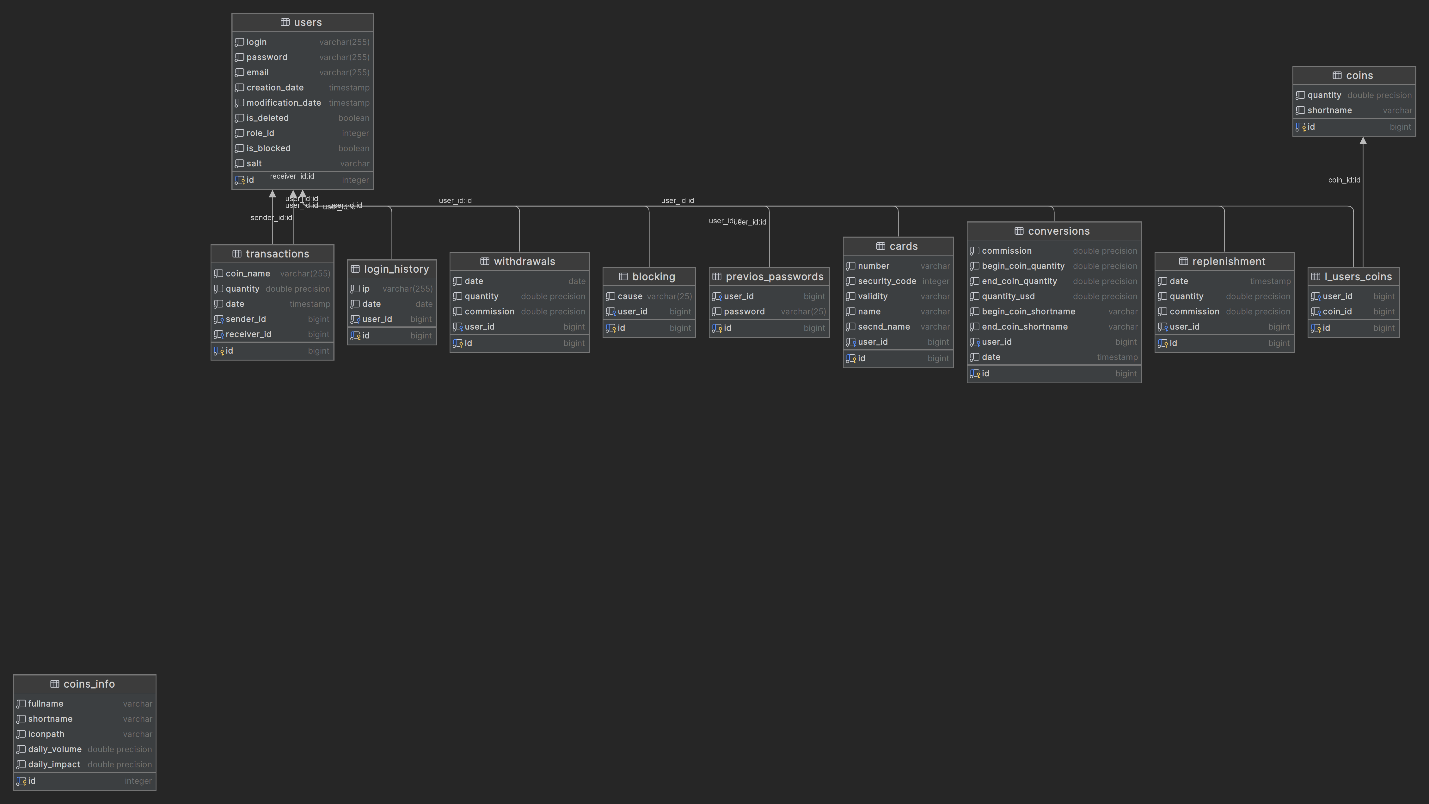 users
login varchar(255)
password varchar(255)
email varchar(255)
creation_date timestamp
modification_date timestamp
is_deleted boolean
role_id integer
is_blocked boolean
salt varchar
id integer
receiver_id:id
coins
quantity double precision
shortname varchar
id bigint
coin_id:id
sender_id:id
user_id:id
user_id:id
user_id:id
transactions
coin_name varchar(255)
quantity double precision
date timestamp
sender_id bigint
receiver_id bigint
id bigint
login_history
ip varchar(255)
date date
user_id bigint
id bigint
withdrawals
date date
quantity double precision
commission double precision
user_id bigint
id bigint
blocking
cause varchar(25)
user_id bigint
id bigint
previos_passwords
user_id bigint
password varchar(25)
id bigint
cards
number varchar
security_code integer
validity varchar
name varchar
secnd_name varchar
user_id bigint
id bigint
conversions
commission double precision
begin_coin_quantity double precision
end_coin_quantity double precision
quantity_usd double precision
begin_coin_shortname varchar
end_coin_shortname varchar
user_id bigint
date timestamp
id bigint
replenishment
date timestamp
quantity double precision
commission double precision
user_id bigint
id bigint
l_users_coins
user_id bigint
coin_id bigint
id bigint
coins_info
fullname varchar
shortname varchar
iconpath varchar
daily_volume double precision
daily_impact double precision
id integer